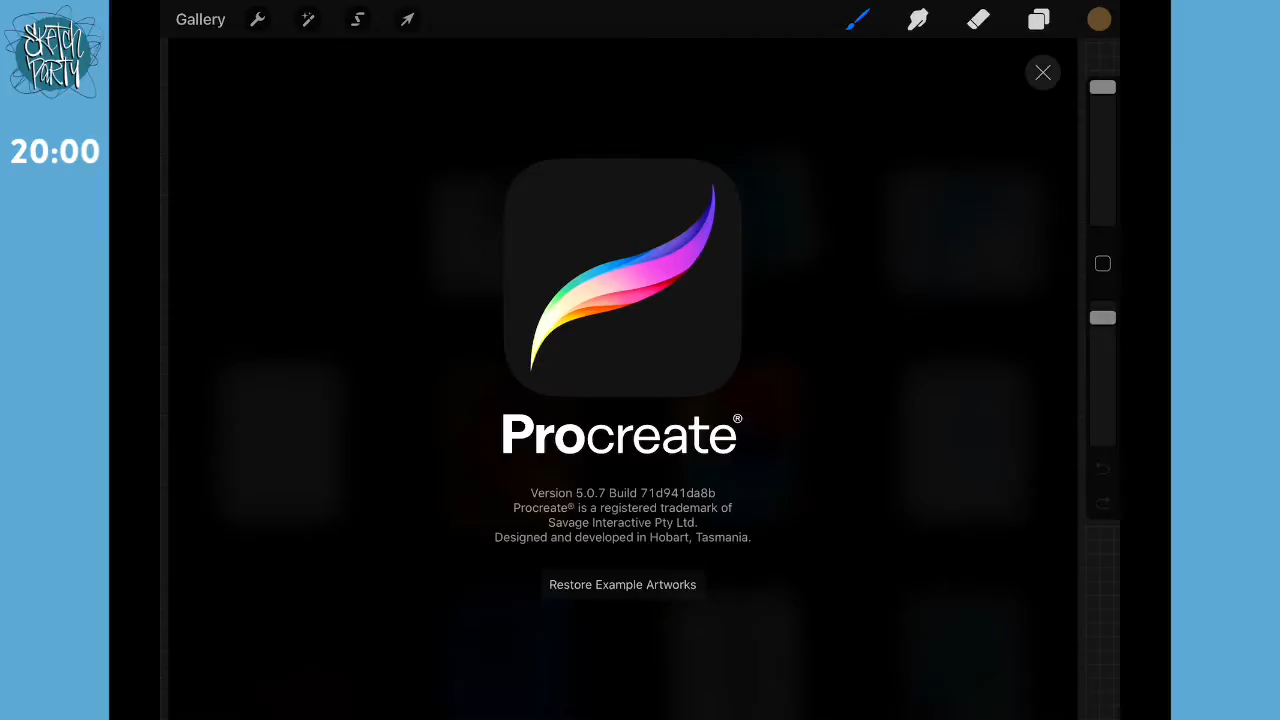 SKETCH
PARTY
20:00
Gallery
Procreate®
Version 5.0.7 Build 71d941da8b
Procreate® is a registered trademark of
Savage Interactive Pty Ltd.
Designed and developed in Hobart, Tasmania.
Restore Example Artworks